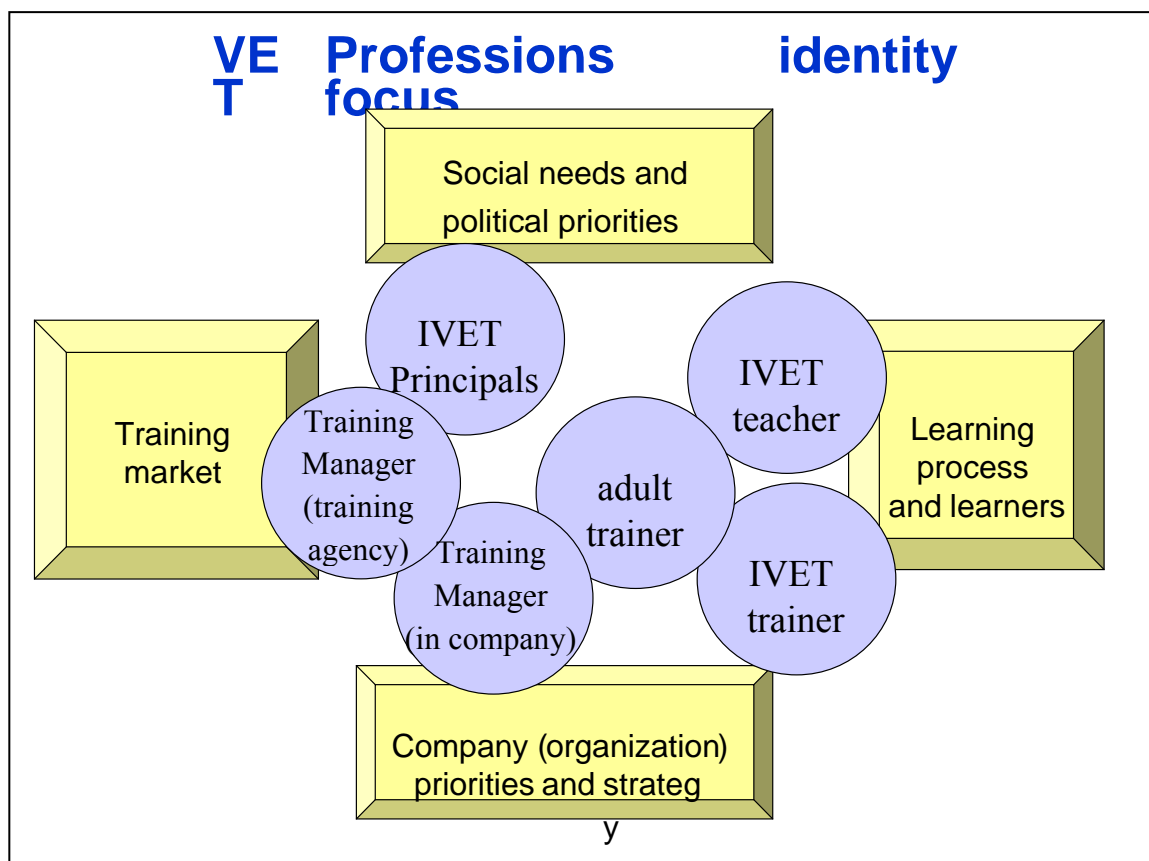 VE Professions identity
T focus
Social needs and
political priorities
IVET
Principals
IVET
teacher
Training
market
Training
Manager
(training
agency)
adult
trainer
Learning
process
and learners
Training
Manager
(in company)
IVET
trainer
Company (organization)
priorities and strateg
y